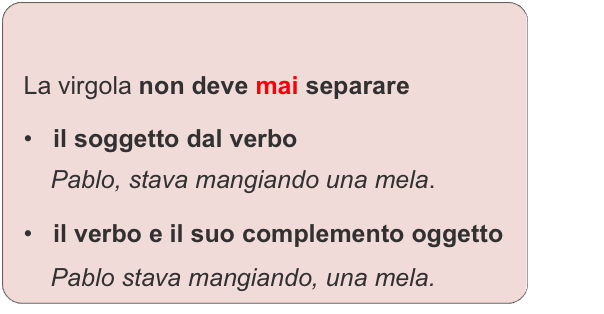 La virgola non deve mai separare
• il soggetto dal verbo
Pablo, stava mangiando una mela.
• il verbo e il suo complemento oggetto
Pablo stava mangiando, una mela.